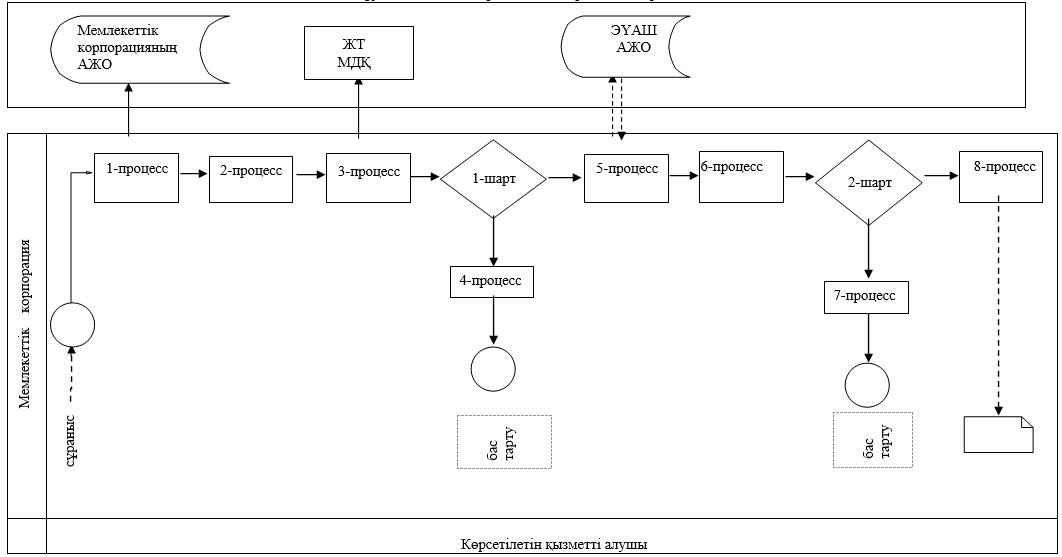 Мемлекеттік
корпорацияның
АЖО
ЖТ
МДҚ
ЭҮАШ
АЖО
1-процесс
2-процесс
3-процесс
1-шарт
5-процесс
6-процесс
2-шарт
8-процесс
4-процесс
7-процесс
Мемлекеттік корпорация
сұраныс
бас
тарту
бас
тарту
Көрсетілетін қызметті алушы